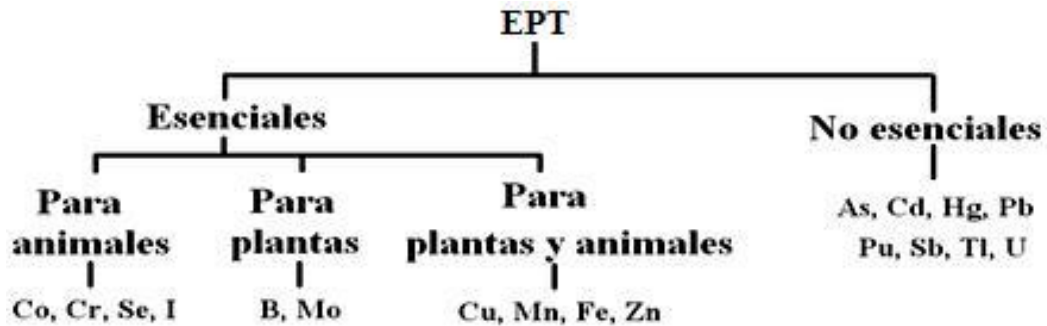 EPT
Esenciales
No esenciales
Para
animales
Para
plantas
Para
plantas y animales
Co, Cr, Se, I
B, Mo
Cu, Mn, Fe, Zn
As, Cd, Hg, Pb
Pu, Sb, Tl, U